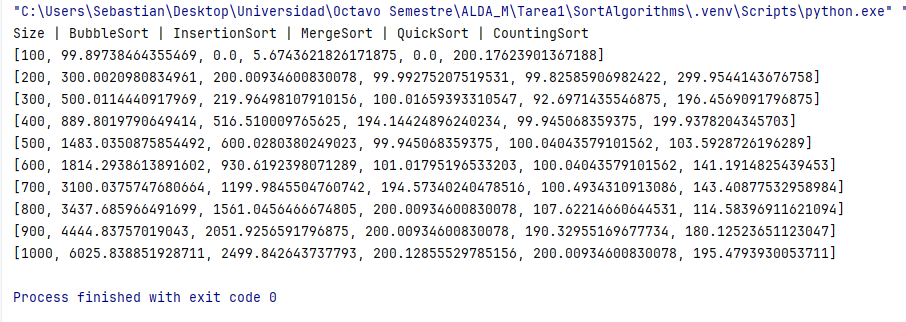 "C:\Users\Sebastian\Desktop\Universidad\Octavo Semestre\ALDA_M\Tarea1\SortAlgorithms\.venv\Scripts\python.exe" "
Size | BubbleSort | InsertionSort | MergeSort | QuickSort | CountingSort
[100, 99.89738464355469, 0.0, 5.6743621826171875, 0.0, 200.17623901367188]
[200, 300.0020980834961, 200.00934600830078, 99.99275207519531, 99.82585906982422, 299.9544143676758]
[300, 500.0114440917969, 219.96498107910156, 100.01659393310547, 92.6971435546875, 196.4569091796875]
[400, 889.8019790649414, 516.510009765625, 194.14424896240234, 99.945068359375, 199.9378204345703]
[500, 1483.0350875854492, 600.0280380249023, 99.945068359375, 100.04043579101562, 103.5928726196289]
[600, 1814.2938613891602, 930.6192398071289, 101.01795196533203, 100.04043579101562, 141.1914825439453]
[700, 3100.0375747680664, 1199.9845504760742, 194.57340240478516, 100.4934310913086, 143.40877532958984]
[800, 3437.685966491699, 1561.0456466674805, 200.00934600830078, 107.62214660644531, 114.58396911621094]
[900, 4444.83757019043, 2051.9256591796875, 200.00934600830078, 190.32955169677734, 180.12523651123047]
[1000, 6025.838851928711, 2499.842643737793, 200.1285552978156, 200.00934600830078, 195.4793930053711]
Process finished with exit code 0